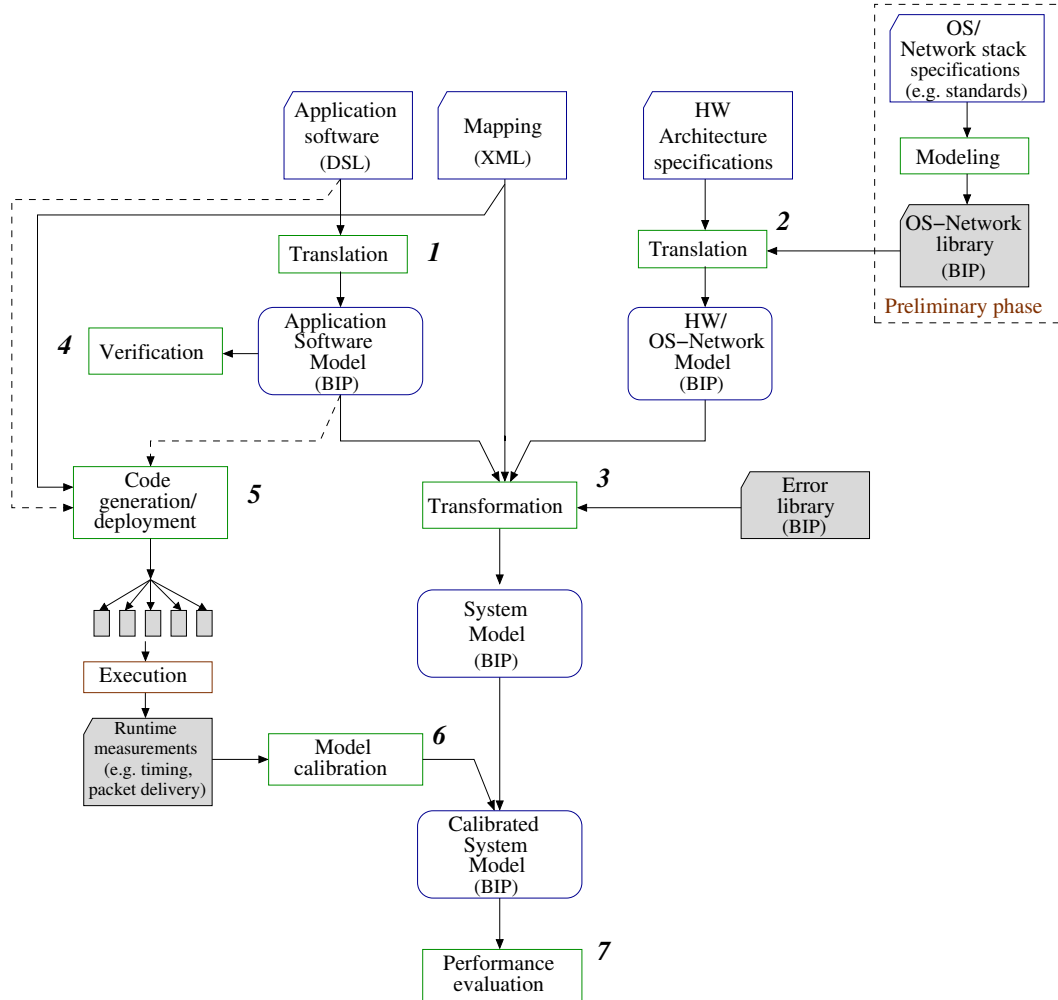 OS/
Network stack
specifications
(e.g. standards)
Modeling
OS−Network
library
(BIP)
Preliminary phase
Application
software
(DSL)
Mapping
(XML)
HW
Architecture
specifications
Translation
1
Translation
2
Application
Software
Model
(BIP)
HW/
OS−Network
Model
(BIP)
4
Verification
Code
generation/
deployment
5
Transformation
3
Error
library
(BIP)
System
Model
(BIP)
Execution
Runtime
measurements
(e.g. timing,
packet delivery)
Model
calibration
6
Calibrated
System
Model
(BIP)
Performance
evaluation
7